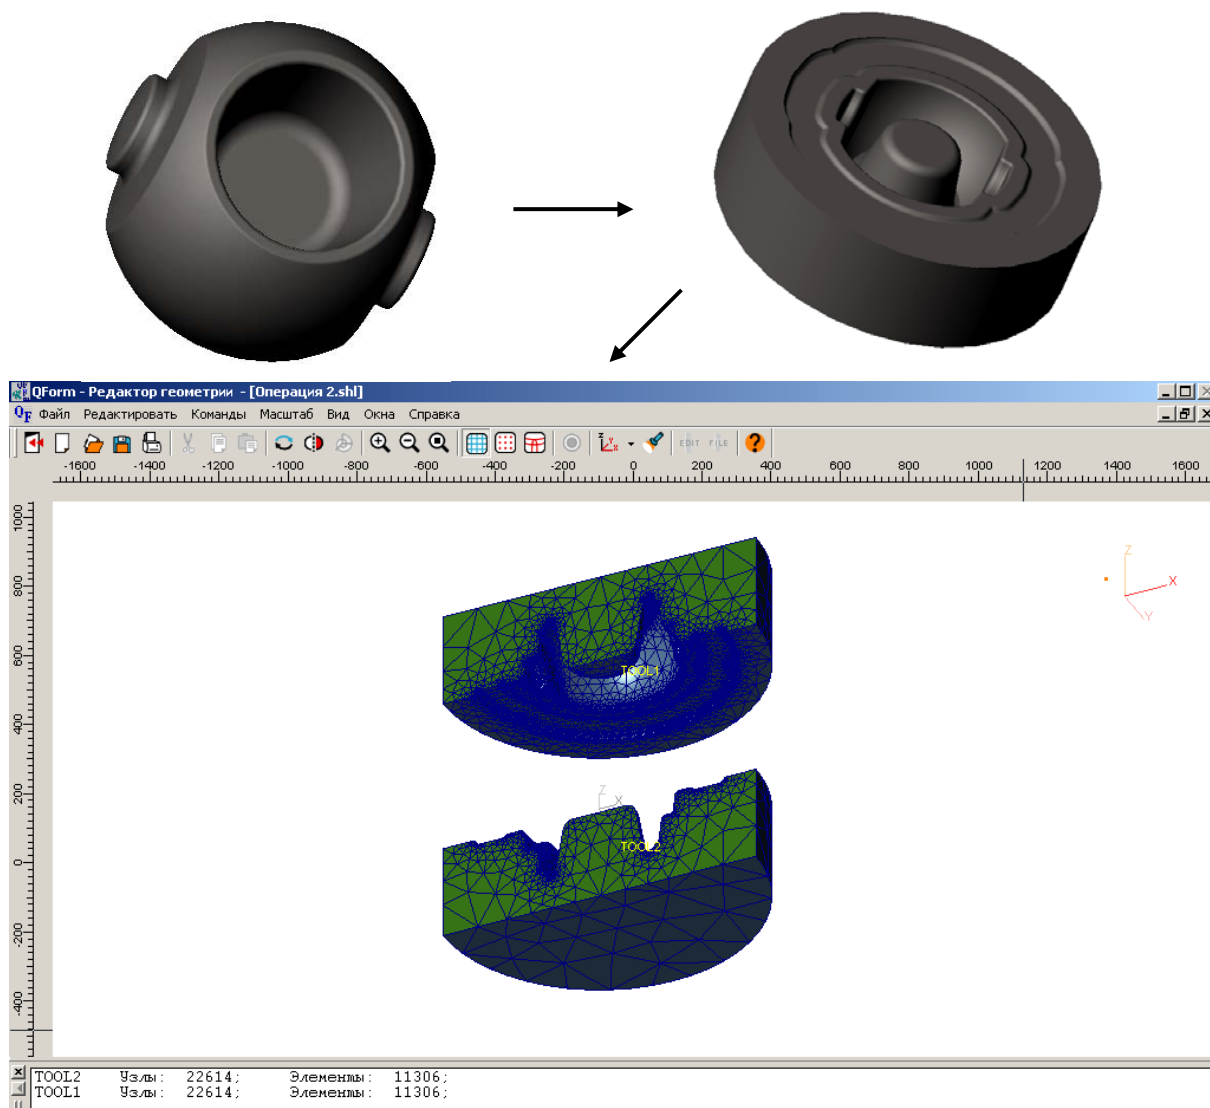 QForm - Редактор геометрии - [Операция 2.shl]
Файл Редактировать Команды Масштаб Вид Окна Справка
EDIT FILE
-1600 -1400 -1200 -1000 -800 -600 -400 -200 0 200 400 600 800 1000 1200 1400 1600
1000
800
600
400
200
0
-200
-400
Z
X
Y
TOOL1
Z
X
TOOL2
TOOL2 Узлы: 22614; Элементы: 11306;
TOOL1 Узлы: 22614; Элементы: 11306;